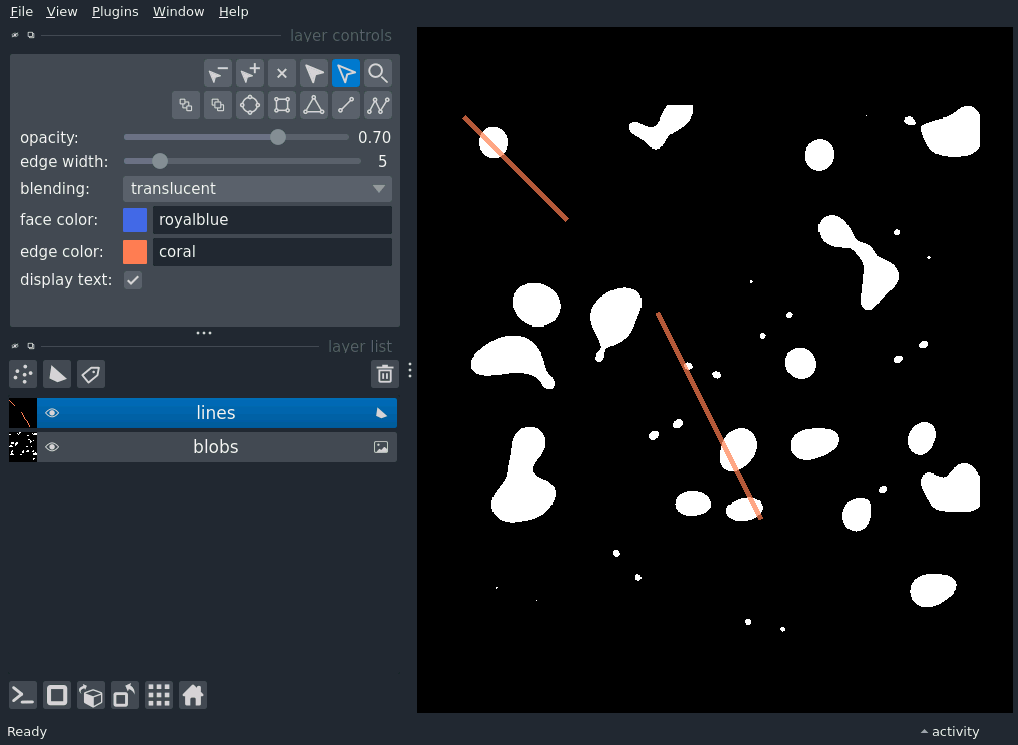 File View Plugins Window Help
layer controls
opacity: 0.70
edge width: 5
blending: translucent
face color: royalblue
edge color: coral
display text:
layer list
lines
blobs
Ready
activity